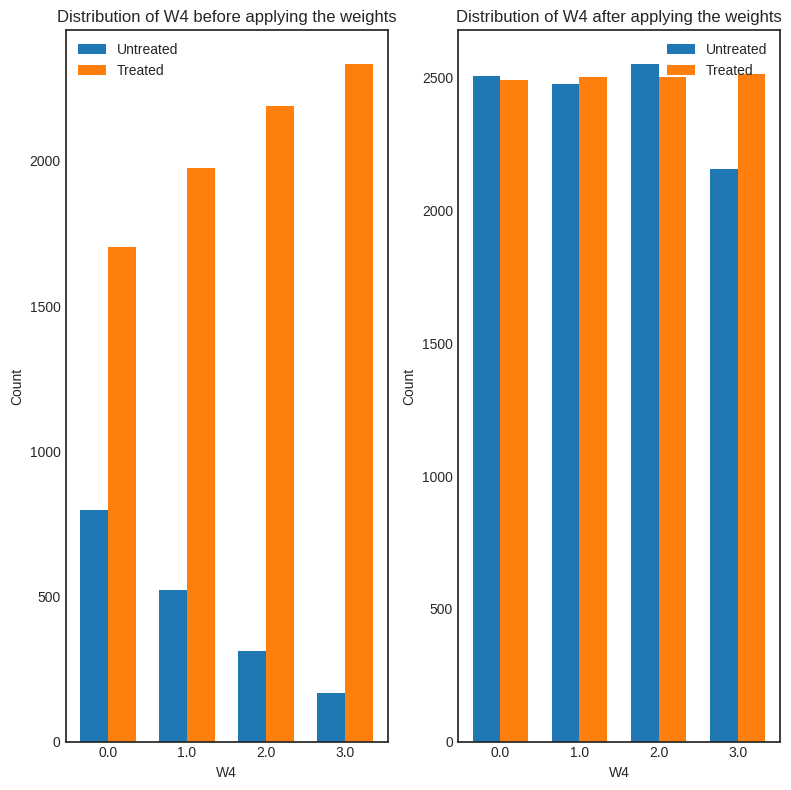 Distribution of W4 before applying the weights
Untreated
Treated
2000
1500
1000
500
0
Count
0.0 1.0 2.0 3.0
W4
Distribution of W4 after applying the weights
Untreated
Treated
2500
2000
1500
1000
500
0
Count
0.0 1.0 2.0 3.0
W4